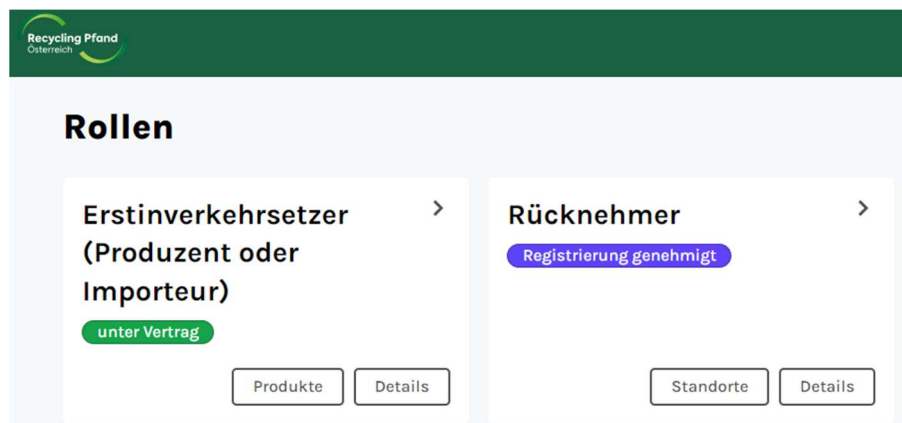 Recycling Pfand
Österreich
Rollen
Erstinverkehrsetzer
(Produzent oder
Importeur)
unter Vertrag
Produkte
Details
Rücknehmer
Registrierung genehmigt
Standorte
Details